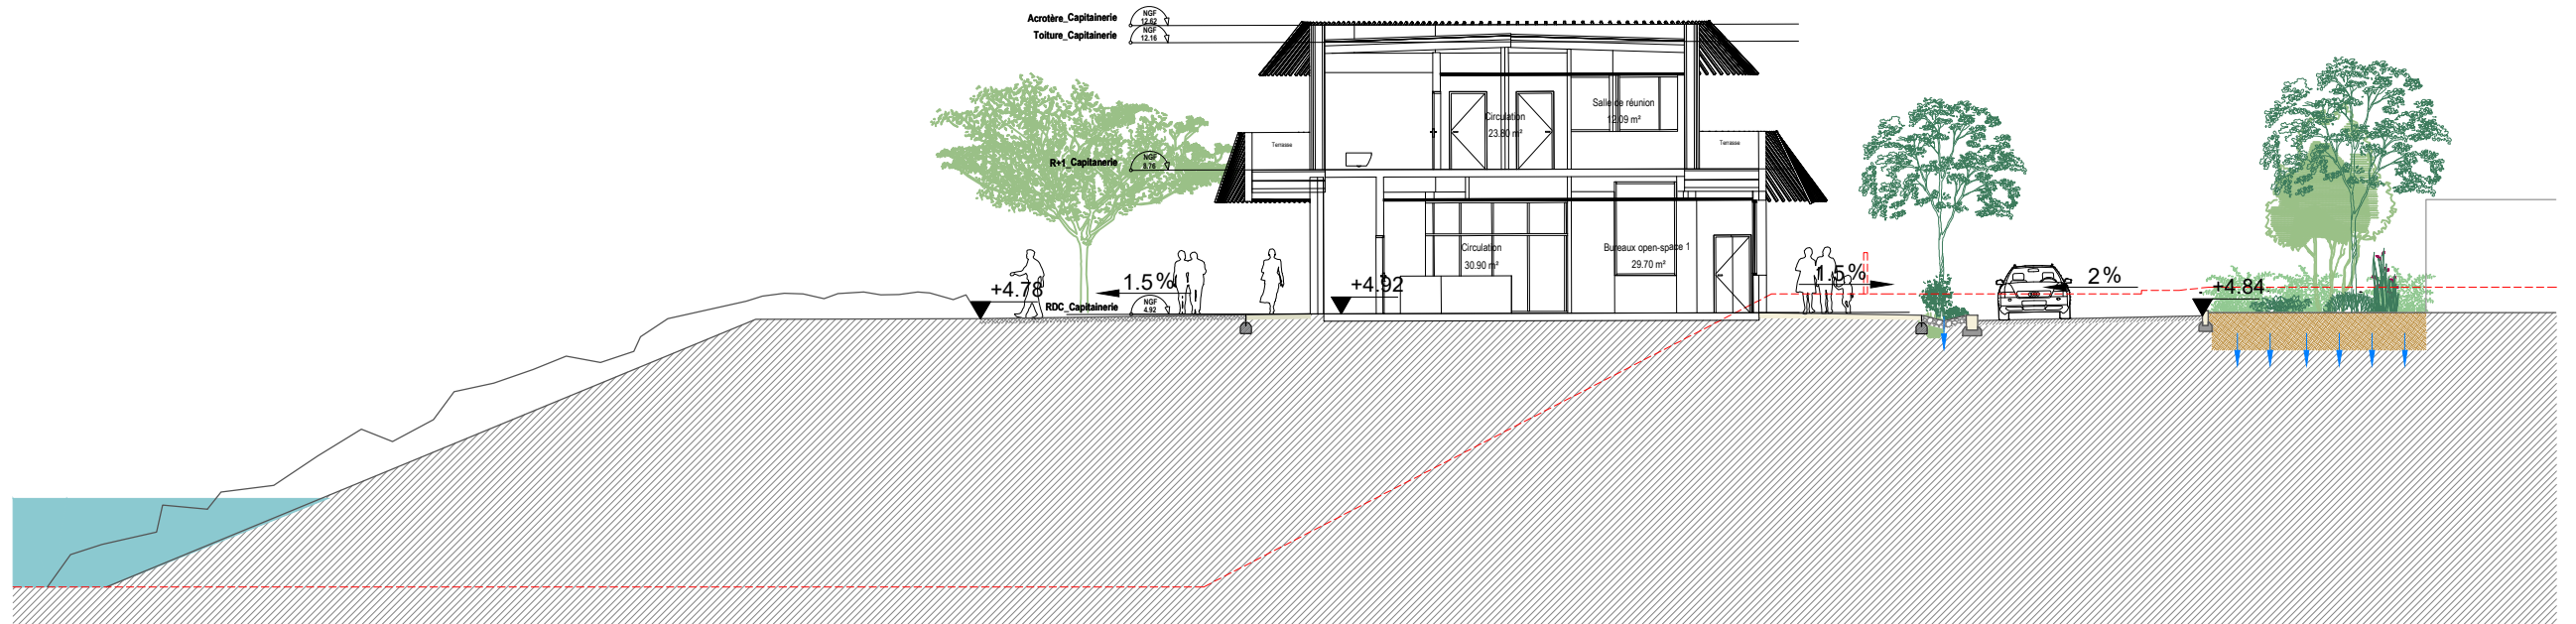 Acrotère_Capitainerie
NGF
12.62
Toiture_Capitainerie
NGF
12.16
Salle de réunion
12.09 m²
Circulation
23.80 m²
Terrasse
Terrasse
R+1_Capitanerie
NGF
8.76
Circulation
30.90 m²
Bureaux open-space 1
29.70 m²
+4.78
1.5%
RDC_Capitainerie
NGF
4.92
+4.92
1.5%
2%
+4.84